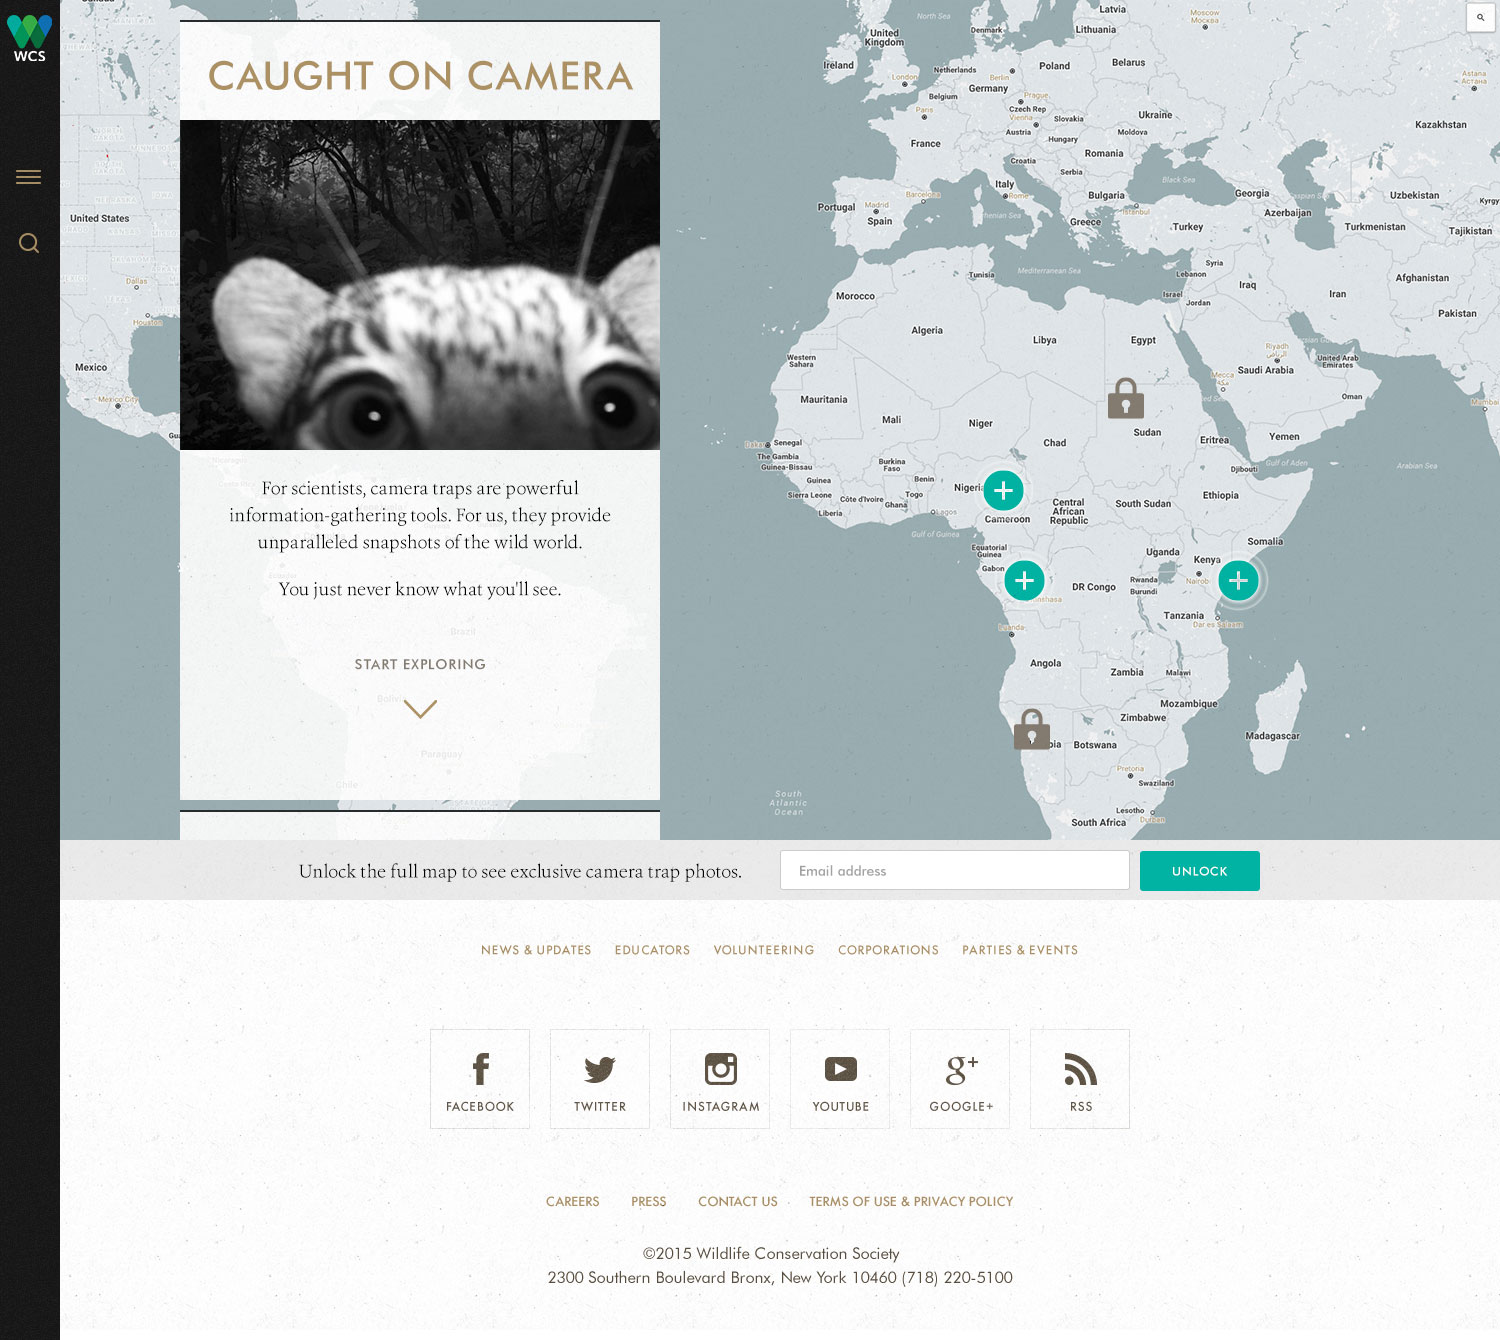 WCS
CAUGHT ON CAMERA
For scientists, camera traps are powerful
information-gathering tools. For us, they provide
unparalleled snapshots of the wild world.
You just never know what you'll see.
START EXPLORING
United States
Dallas
Houston
Mexico
Mexico City
Brazil
Paraguay
Chile
North Sea
Latvia
Moscow
Москва
United
Kingdom
Denmark
Lithuania
Ireland
London
Netherlands
Berlin
Poland
Belarus
Astana
Астана
Belgium
Germany
Prague
Paris
Czech Rep
Vienna
Slovakia
Ukraine
Kazakhstan
France
Austria
Hungary
Moldova
Croatia
Romania
Serbia
Black Sea
Italy
Barcelona
Rome
Bulgaria
Georgia
Uzbekistan
Portugal
Madrid
Spain
Istanbul
Azerbaijan
Greece
Turkey
Turkmenistan
Tajikistan
Tunisia
Mediterranean Sea
Syria
Lebanon
Iraq
Afghanistan
Morocco
Israel
Jordan
Iran
Pakistan
Algeria
Libya
Egypt
Western
Sahara
Riyadh
الرياض
Saudi Arabia
United Arab
Emirates
Mecca
مكة
Oman
Mumbai
Mauritania
Mali
Niger
Chad
Sudan
Eritrea
Yemen
Dakar
Senegal
The Gambia
Guinea-Bissau
Burkina
Faso
Djibouti
Gulf of Aden
Arabian Sea
Guinea
Benin
Nigeria
Sierra Leone
Côte d'Ivoire
Togo
Ghana
Liberia
Lagos
Central
African
Republic
South Sudan
Ethiopia
Cameroon
Gulf of Guinea
Equatorial
Guinea
Somalia
Gabon
Uganda
Kenya
DR Congo
Rwanda
Burundi
Nairobi
Tanzania
Dar es Salaam
Luanda
Angola
Zambia
Malawi
Mozambique
Zimbabwe
Botswana
Madagascar
Pretoria
Swaziland
South
Atlantic
Ocean
Lesotho
Durban
South Africa
Unlock the full map to see exclusive camera trap photos.
Email address
UNLOCK
NEWS & UPDATES EDUCATORS VOLUNTEERING CORPORATIONS PARTIES & EVENTS
FACEBOOK
TWITTER
INSTAGRAM
YOUTUBE
GOOGLE+
RSS
CAREERS PRESS CONTACT US TERMS OF USE & PRIVACY POLICY
©2015 Wildlife Conservation Society
2300 Southern Boulevard Bronx, New York 10460 (718) 220-5100